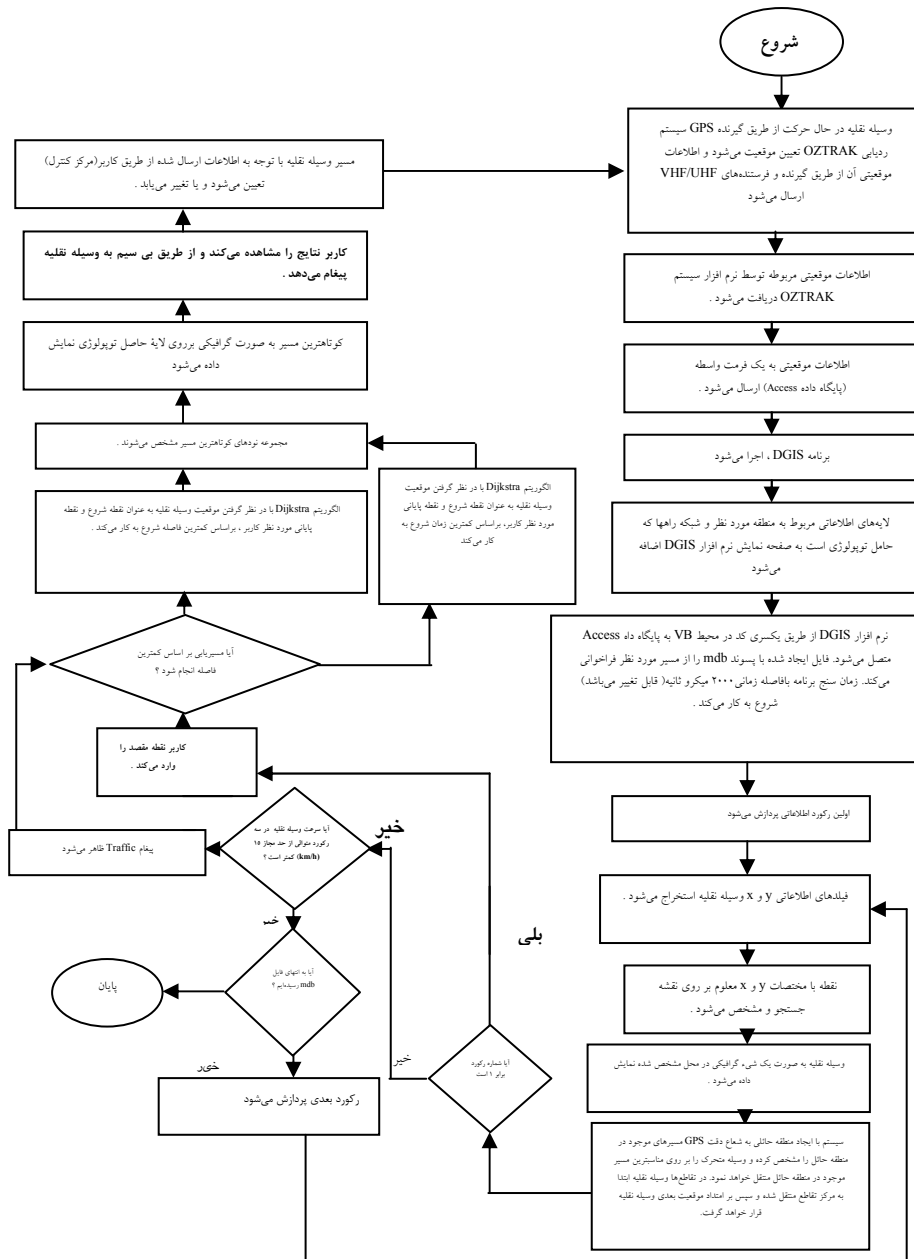 شروع
وسیله نقلیه در حال حرکت از طریق گیرنده GPS سیستم
ردیابی OZTRAK تعیین موقعیت می‌شود و اطلاعات
موقعیتی آن از طریق گیرنده و فرستنده‌های VHF/UHF
ارسال می‌شود
اطلاعات موقعیتی مربوطه توسط نرم افزار سیستم
OZTRAK دریافت می‌شود .
اطلاعات موقعیتی به یک فرمت واسطه
(پایگاه داده Access) ارسال می‌شود .
برنامه DGIS ، اجرا می‌شود
لایه‌های اطلاعاتی مربوط به منطقه مورد نظر و شبکه راهها که
حامل توپولوژی است به صفحه نمایش نرم افزار DGIS اضافه
می‌شود
نرم افزار DGIS از طریق یکسری کد در محیط VB به پایگاه داه Access
متصل می‌شود. فایل ایجاد شده با پسوند mdb را از مسیر مورد نظر فراخوانی
می‌کند. زمان سنج برنامه بافاصله زمانی۲۰۰۰ میکرو ثانیه( قابل تغییر می‌باشد)
شروع به کار می‌کند .
اولین رکورد اطلاعاتی پردازش می‌شود
فیلدهای اطلاعاتی y و x وسیله نقلیه استخراج می‌شود .
نقطه با مختصات y و x معلوم بر روی نقشه
جستجو و مشخص می‌شود .
وسیله نقلیه به صورت یک شیء گرافیکی در محل مشخص شده نمایش
داده می‌شود .
سیستم با ایجاد منطقه حائلی به شعاع دقت GPS مسیرهای موجود در
منطقه حائل را مشخص کرده و وسیله متحرک را بر روی مناسبترین مسیر
موجود در منطقه حائل منتقل خواهد نمود. در تقاطع‌ها وسیله نقلیه ابتدا
به مرکز تقاطع منتقل شده و سپس بر امتداد موقعیت بعدی وسیله نقلیه
قرار خواهد گرفت.
آیا شماره رکورد
برابر ۱ است
بلی
خیر
خیر
آیا سرعت وسیله نقلیه در سه
رکورد متوالی از حد مجاز ۱۵
(km/h) کمتر است ؟
پیغام Traffic ظاهر می‌شود
آیا به انتهای فایل
mdb رسیده‌ایم ؟
پایان
خیر
رکورد بعدی پردازش می‌شود
کاربر نقطه مقصد را
وارد می‌کند .
آیا مسیریابی بر اساس کمترین
فاصله انجام شود ؟
الگوریتم Dijkstra با در نظر گرفتن موقعیت
وسیله نقلیه به عنوان نقطه شروع و نقطه پایانی
مورد نظر کاربر، براساس کمترین زمان شروع به
کار می‌کند
الگوریتم Dijkstra با در نظر گرفتن موقعیت وسیله نقلیه به عنوان نقطه شروع و نقطه
پایانی مورد نظر کاربر ، براساس کمترین فاصله شروع به کار می‌کند .
مجموعه نودهای کوتاهترین مسیر مشخص می‌شوند .
کوتاهترین مسیر به صورت گرافیکی برروی لایهٔ حاصل توپولوژی نمایش
داده می‌شود
کاربر نتایج را مشاهده می‌کند و از طریق بی سیم به وسیله نقلیه
پیغام می‌دهد .
مسیر وسیله نقلیه با توجه به اطلاعات ارسال شده از طریق کاربر(مرکز کنترل)
تعیین می‌شود و یا تغییر می‌یابد .